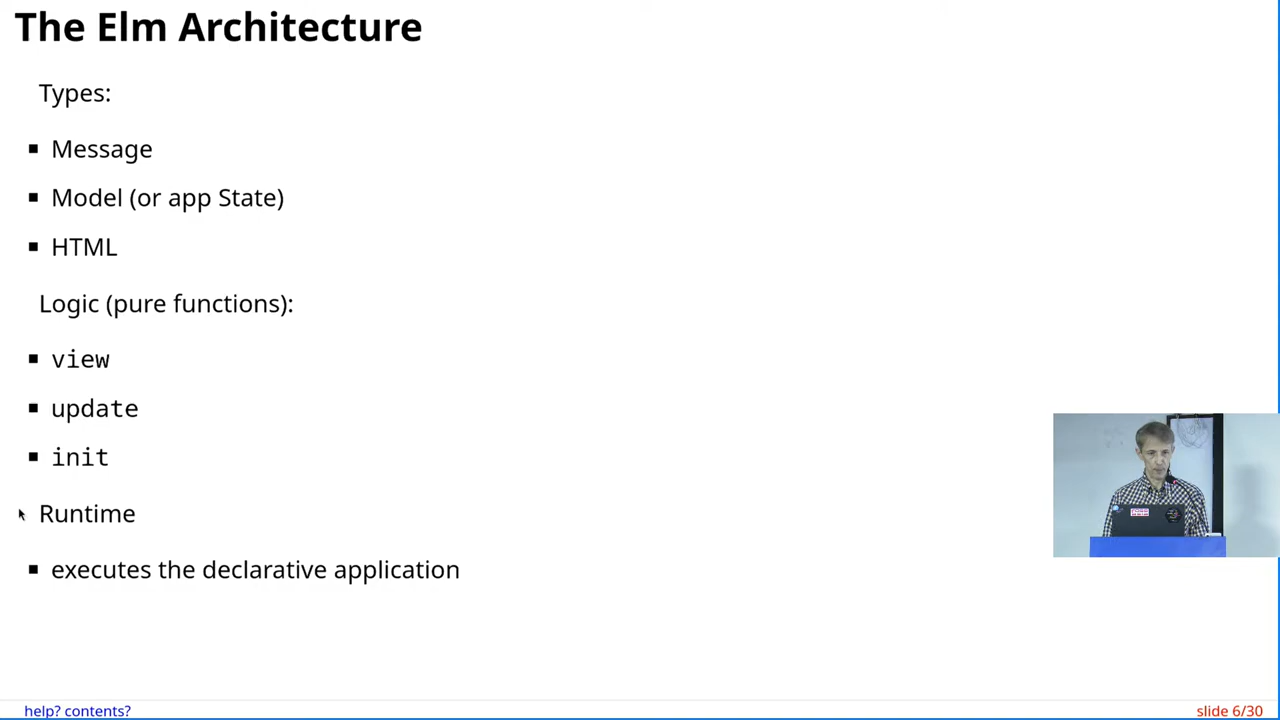 The Elm Architecture
Types:
Message
Model (or app State)
HTML
Logic (pure functions):
view
update
init
Runtime
executes the declarative application
help? contents?
slide 6/30